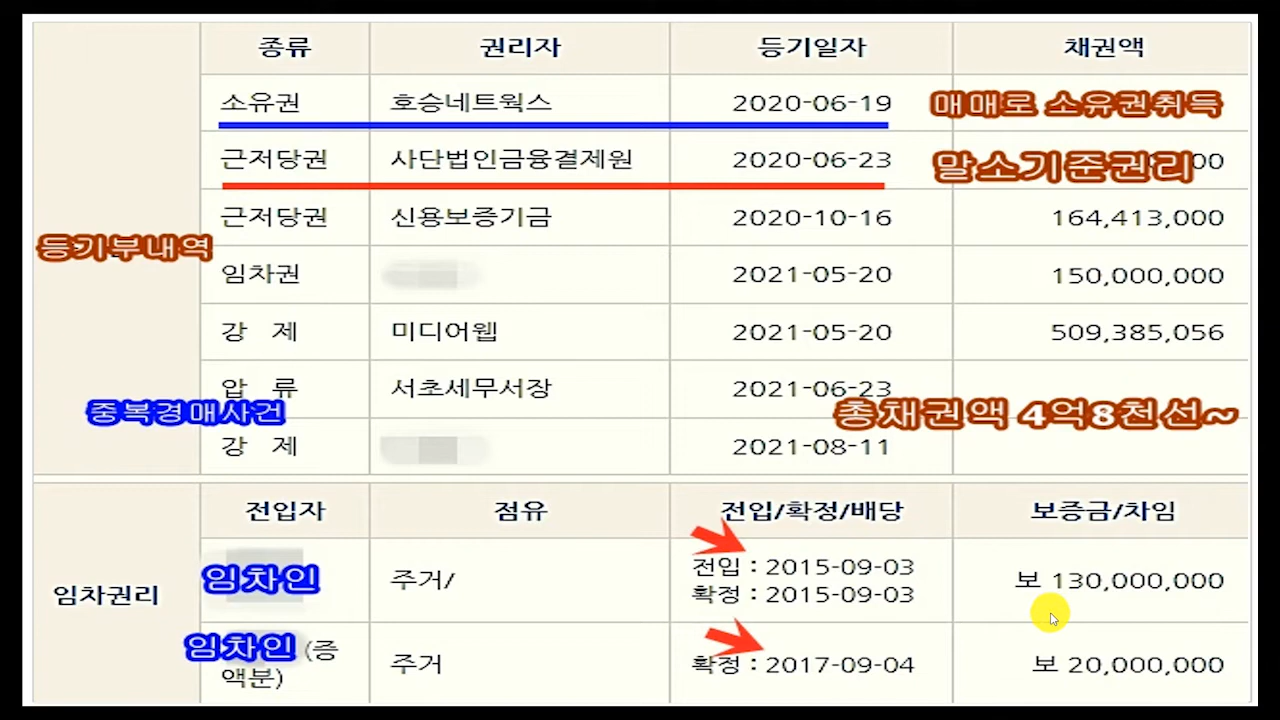 종류 권리자 등기일자 채권액
소유권 호승네트웍스 2020-06-19 매매로 소유권취득
근저당권 사단법인금융결제원 2020-06-23 말소기준권리 00
근저당권 신용보증기금 2020-10-16 164,413,000
등기부내역
임차권 2021-05-20 150,000,000
강 제 미디어웹 2021-05-20 509,385,056
압 류 서초세무서장 2021-06-23
중복경매사건 총채권액 4억8천선~
강 제 2021-08-11
전입자 점유 전입/확정/배당 보증금/차임
임차권리 임차인 주거/ 전입 : 2015-09-03 보 130,000,000
확정 : 2015-09-03
임차인 (증 주거 확정 : 2017-09-04 보 20,000,000
액분)